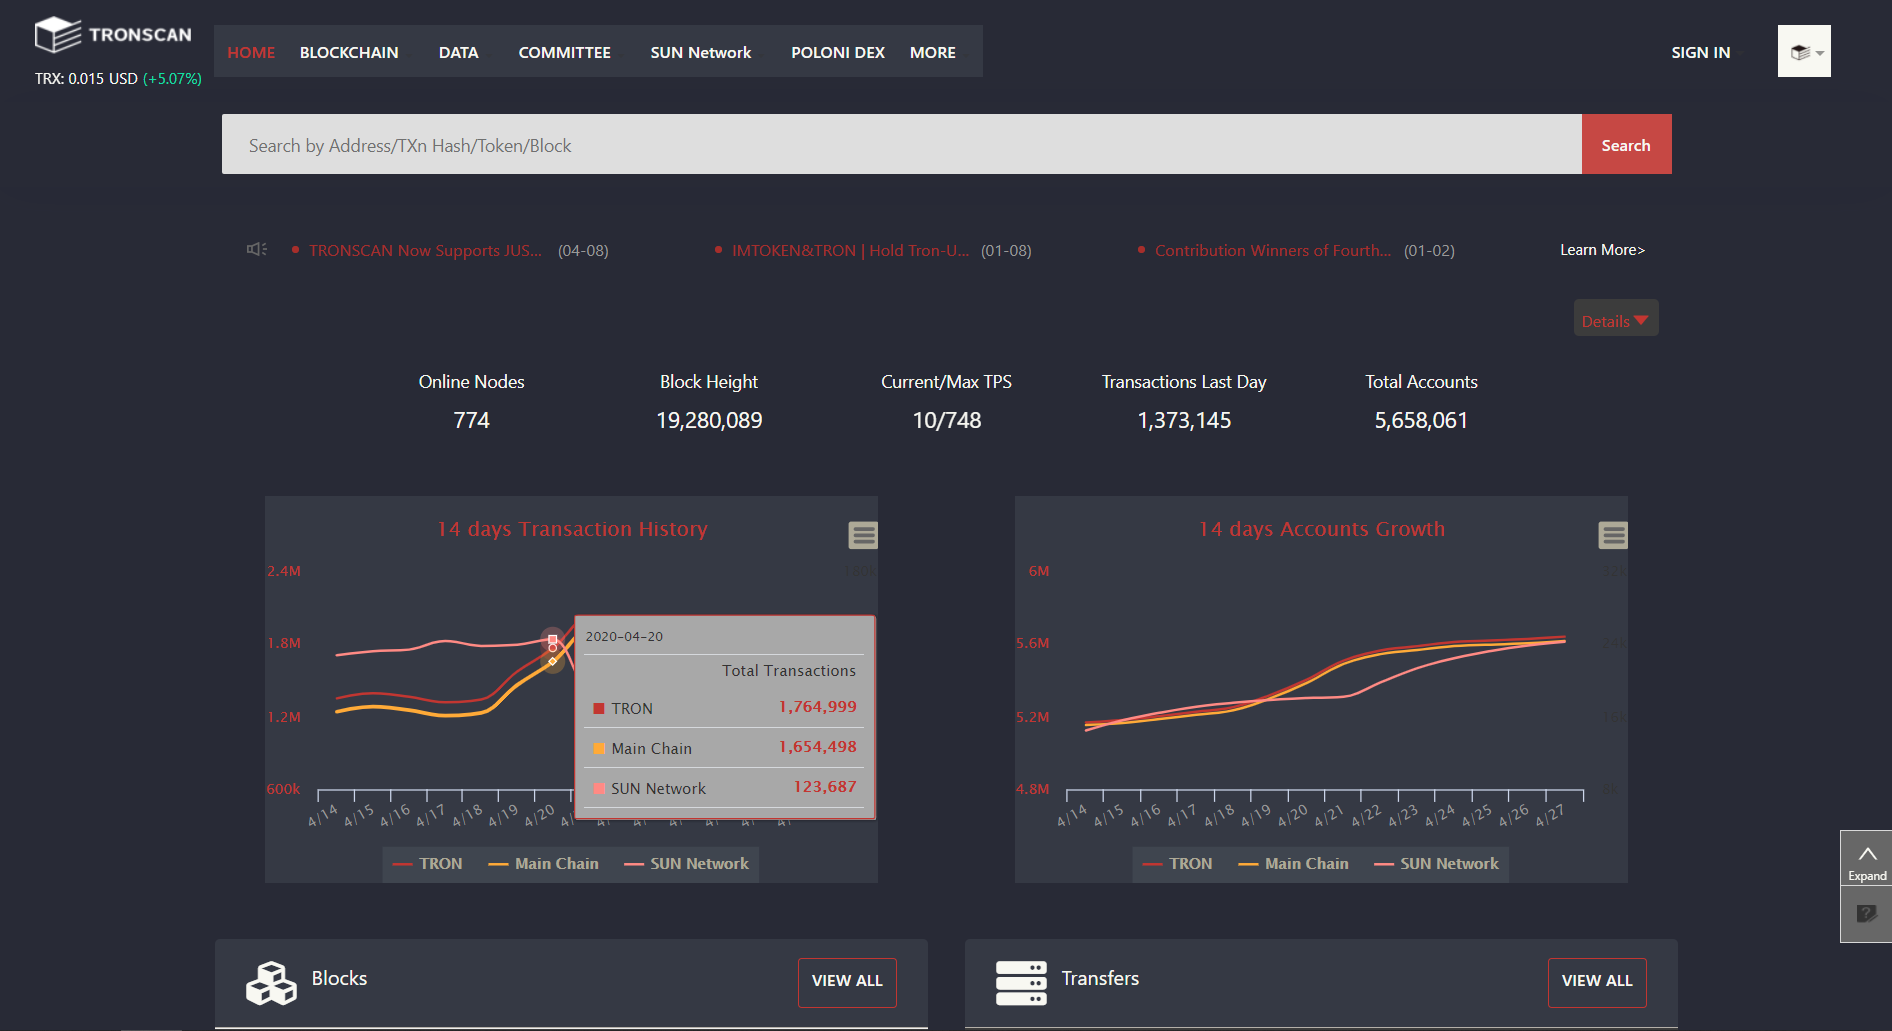 TRONSCAN
TRX: 0.015 USD (+5.07%)
HOME BLOCKCHAIN DATA COMMITTEE SUN Network POLONI DEX MORE
SIGN IN
Search by Address/TXn Hash/Token/Block
Search
TRONSCAN Now Supports JUS... (04-08)
IMTOKEN&TRON | Hold Tron-U... (01-08)
Contribution Winners of Fourth... (01-02)
Learn More>
Details
Online Nodes
774
Block Height
19,280,089
Current/Max TPS
10/748
Transactions Last Day
1,373,145
Total Accounts
5,658,061
14 days Transaction History
2.4M
1.8M
1.2M
600k
180k
2020-04-20
Total Transactions
TRON 1,764,999
Main Chain 1,654,498
SUN Network 123,687
4/14 4/15 4/16 4/17 4/18 4/19 4/20
TRON Main Chain SUN Network
14 days Accounts Growth
6M
5.6M
5.2M
4.8M
32k
24k
16k
8k
4/14 4/15 4/16 4/17 4/18 4/19 4/20 4/21 4/22 4/23 4/24 4/25 4/26 4/27
TRON Main Chain SUN Network
Expand
Blocks
VIEW ALL
Transfers
VIEW ALL